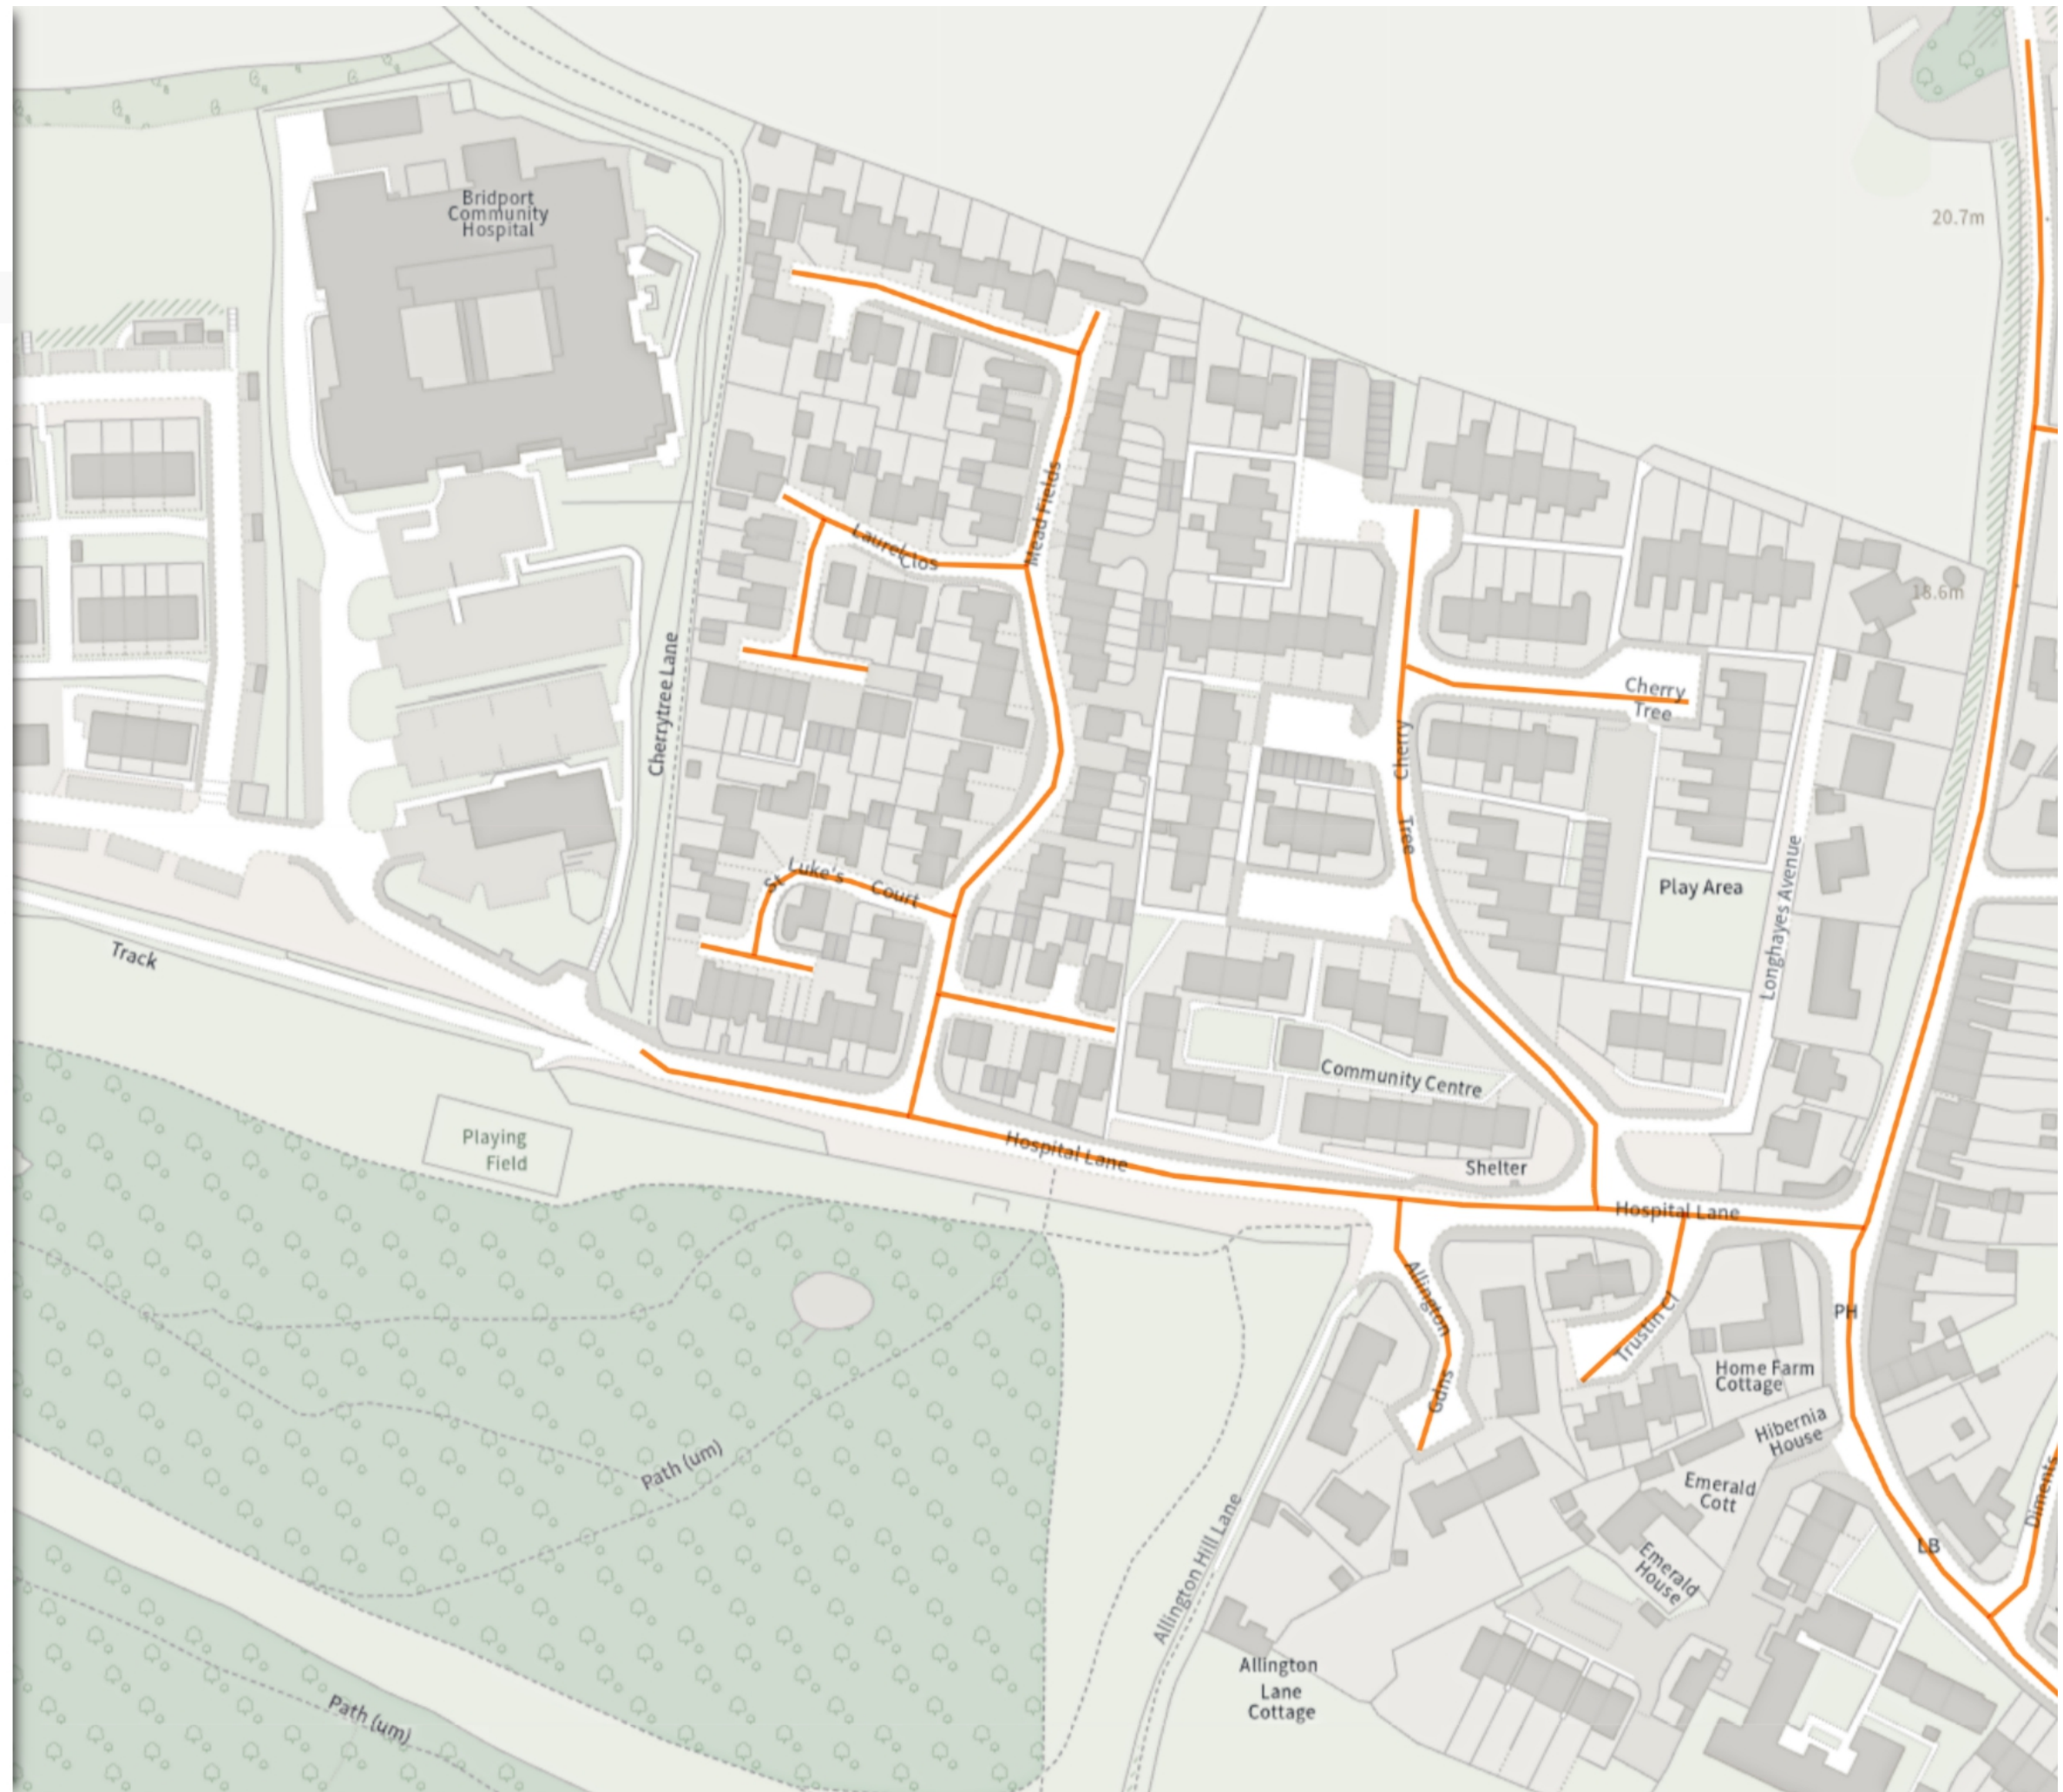 Bridport
Community
Hospital
20.7m
Mead Fields
Laurel
Clos
18.6m
Cherrytree Lane
Cherry
Tree
Cherry
Tree
Longhayes Avenue
Play Area
St Luke's Court
Track
Community Centre
Playing
Field
Hospital Lane
Shelter
Hospital Lane
Allington
Gdns
Trustin Cl
PH
Home Farm
Cottage
Hibernia
House
Emerald
Cott
Emerald
House
LB
Diments
Path (um)
Allington Hill Lane
Allington
Lane
Cottage
Path (um)